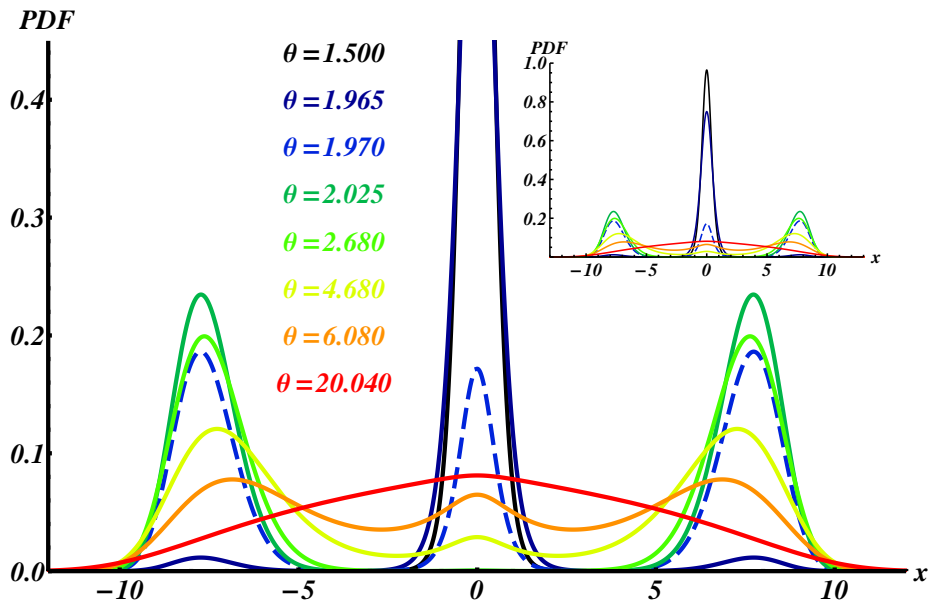 PDF
θ = 1.500
θ = 1.965
θ = 1.970
θ = 2.025
θ = 2.680
θ = 4.680
θ = 6.080
θ = 20.040
0.4
0.3
0.2
0.1
0.0
-10 -5 0 5 10 x
PDF
1.0
0.8
0.6
0.4
0.2
-10 -5 0 5 10 x